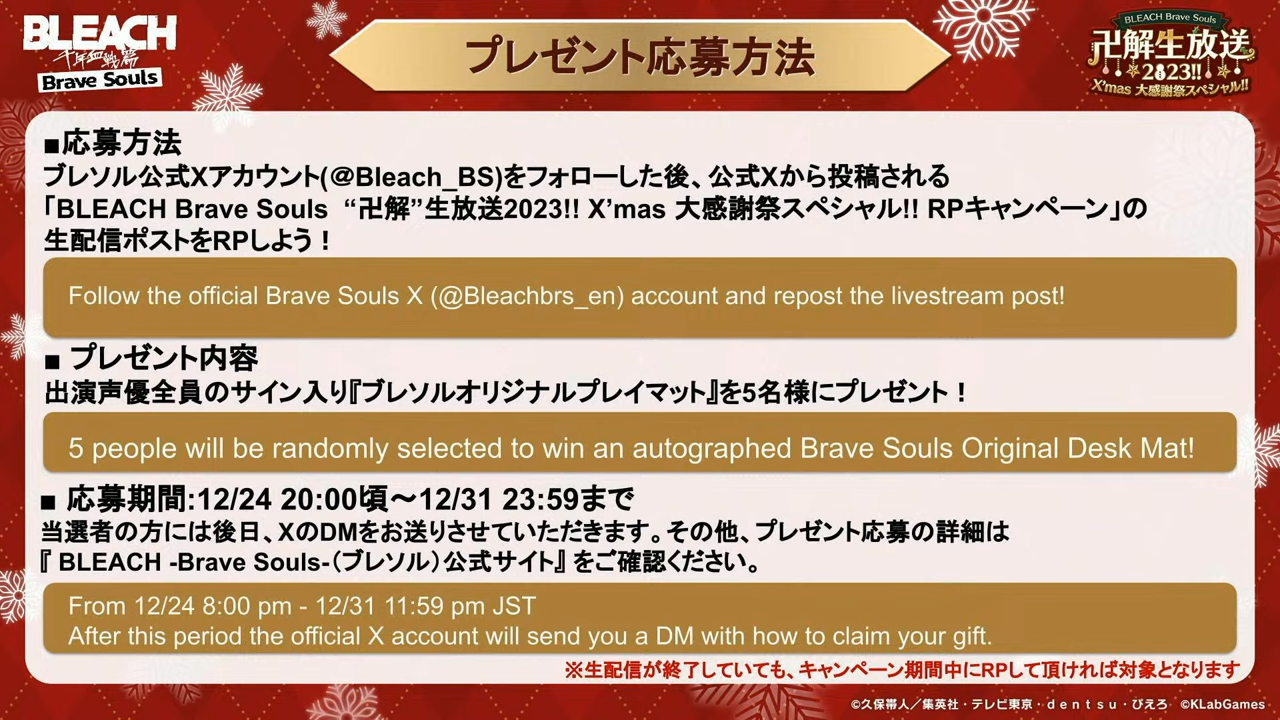 BLEACH
千年血戦篇
Brave Souls
プレゼント応募方法
BLEACH Brave Souls
卍解生放送
2023!!
X'mas 大感謝祭スペシャル!!
■応募方法
ブレソル公式Xアカウント(@Bleach_BS)をフォローした後、公式Xから投稿される
「BLEACH Brave Souls “卍解”生放送2023!! X’mas 大感謝祭スペシャル!! RPキャンペーン」の
生配信ポストをRPしよう！
Follow the official Brave Souls X (@Bleachbrs_en) account and repost the livestream post!
■ プレゼント内容
出演声優全員のサイン入り『ブレソルオリジナルプレイマット』を5名様にプレゼント！
5 people will be randomly selected to win an autographed Brave Souls Original Desk Mat!
■ 応募期間:12/24 20:00頃～12/31 23:59まで
当選者の方には後日、XのDMをお送りさせていただきます。その他、プレゼント応募の詳細は
『 BLEACH -Brave Souls-（ブレソル）公式サイト』 をご確認ください。
From 12/24 8:00 pm - 12/31 11:59 pm JST
After this period the official X account will send you a DM with how to claim your gift.
※生配信が終了していても、キャンペーン期間中にRPして頂ければ対象となります
©久保帯人／集英社・テレビ東京・ｄｅｎｔｓｕ・ぴえろ ©KLabGames